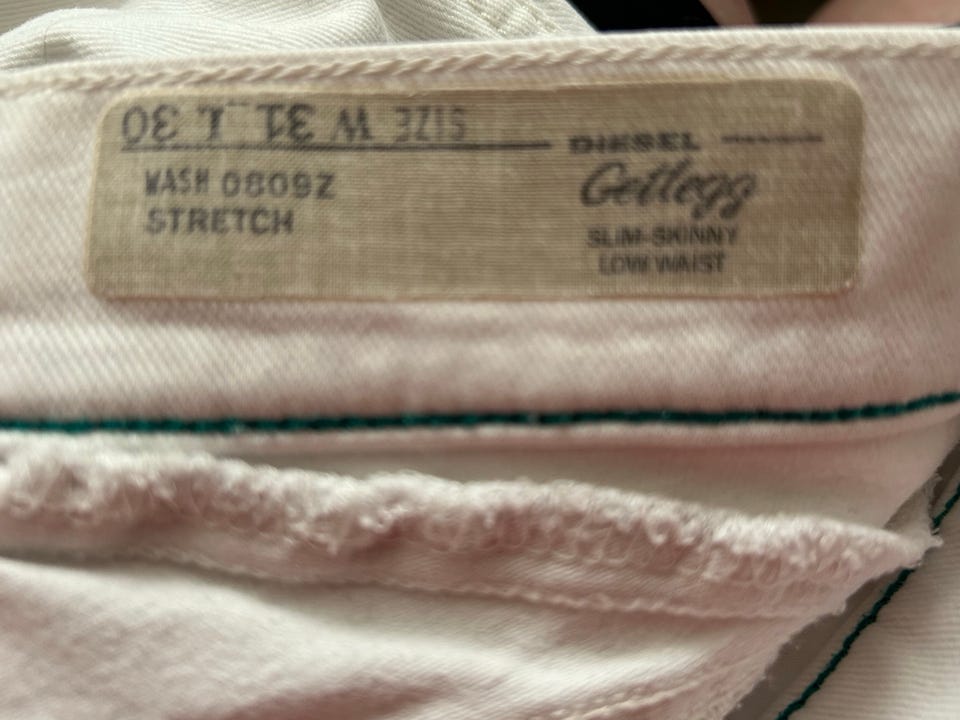 SIZE W 31 L 30
DIESEL
WASH 0809Z
STRETCH
Getlegg
SLIM-SKINNY
LOW WAIST